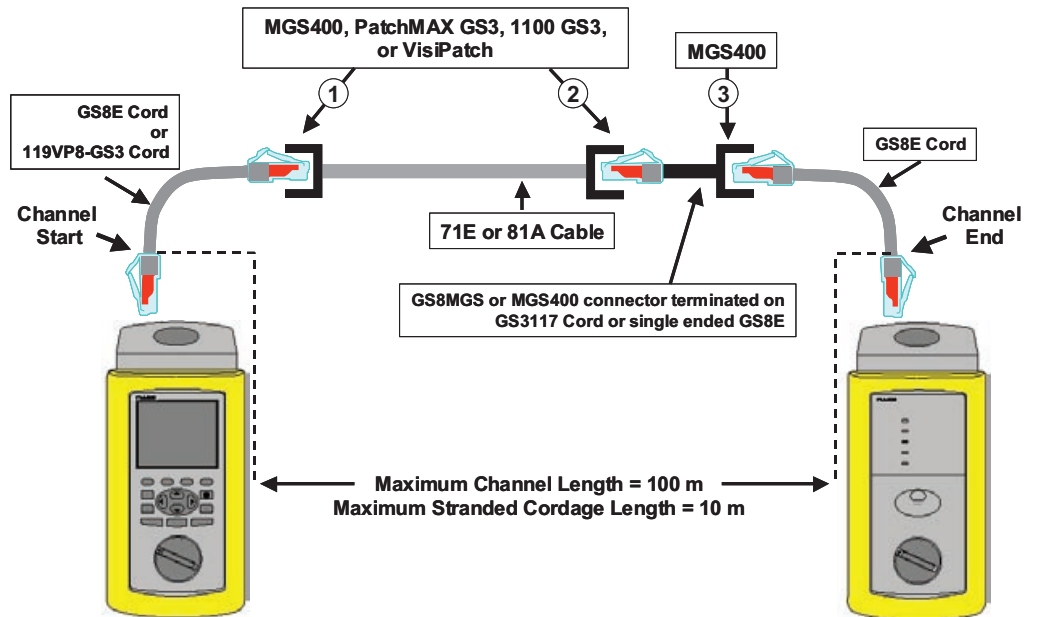 MGS400, PatchMAX GS3, 1100 GS3,
or VisiPatch
MGS400
1
2
3
GS8E Cord
or
119VP8-GS3 Cord
GS8E Cord
Channel
Start
Channel
End
71E or 81A Cable
GS8MGS or MGS400 connector terminated on
GS3117 Cord or single ended GS8E
Maximum Channel Length = 100 m
Maximum Stranded Cordage Length = 10 m